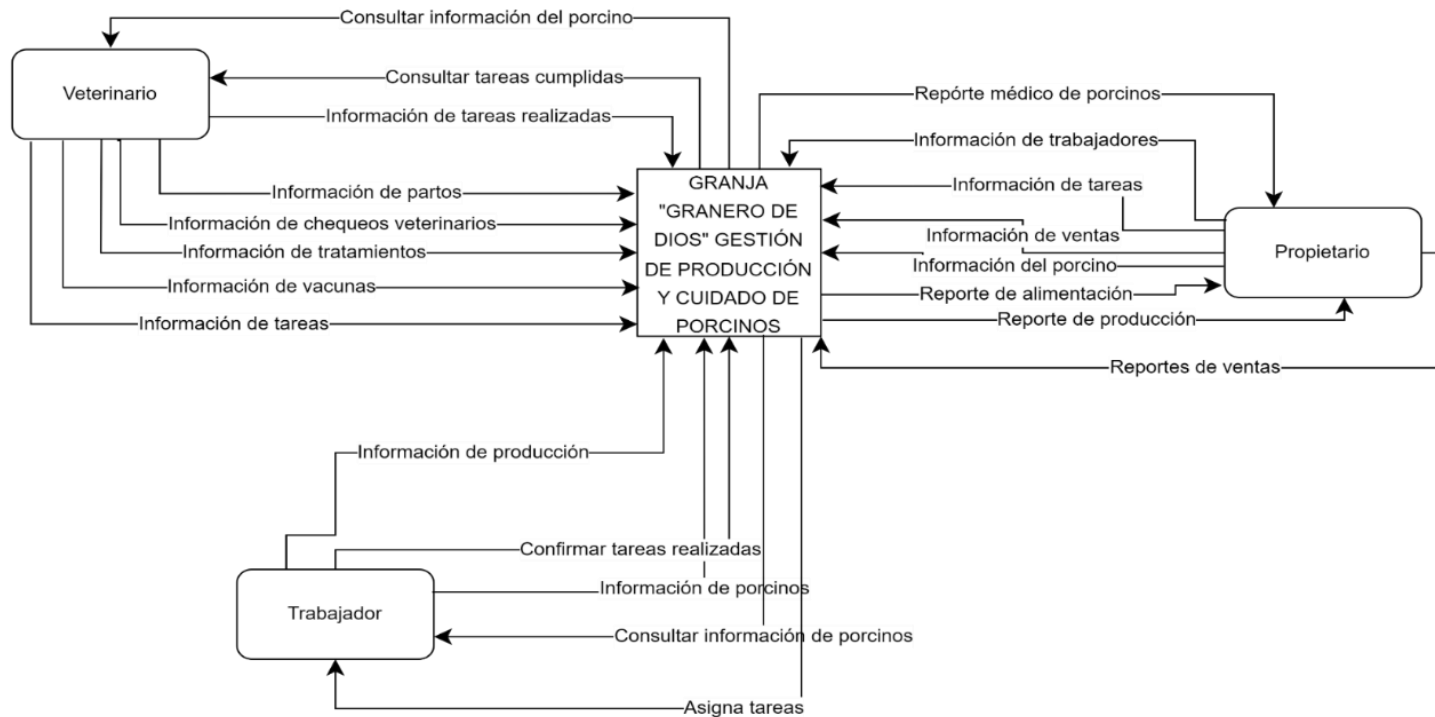 Consultar información del porcino
Veterinario
Consultar tareas cumplidas
Información de tareas realizadas
Información de partos
Información de chequeos veterinarios
Información de tratamientos
Información de vacunas
Información de tareas
GRANJA
"GRANERO DE
DIOS" GESTIÓN
DE PRODUCCIÓN
Y CUIDADO DE
PORCINOS
Repórte médico de porcinos
Información de trabajadores
Información de tareas
Información de ventas
Información del porcino
Reporte de alimentación
Reporte de producción
Propietario
Reportes de ventas
Información de producción
Confirmar tareas realizadas
Información de porcinos
Trabajador
Consultar información de porcinos
Asigna tareas